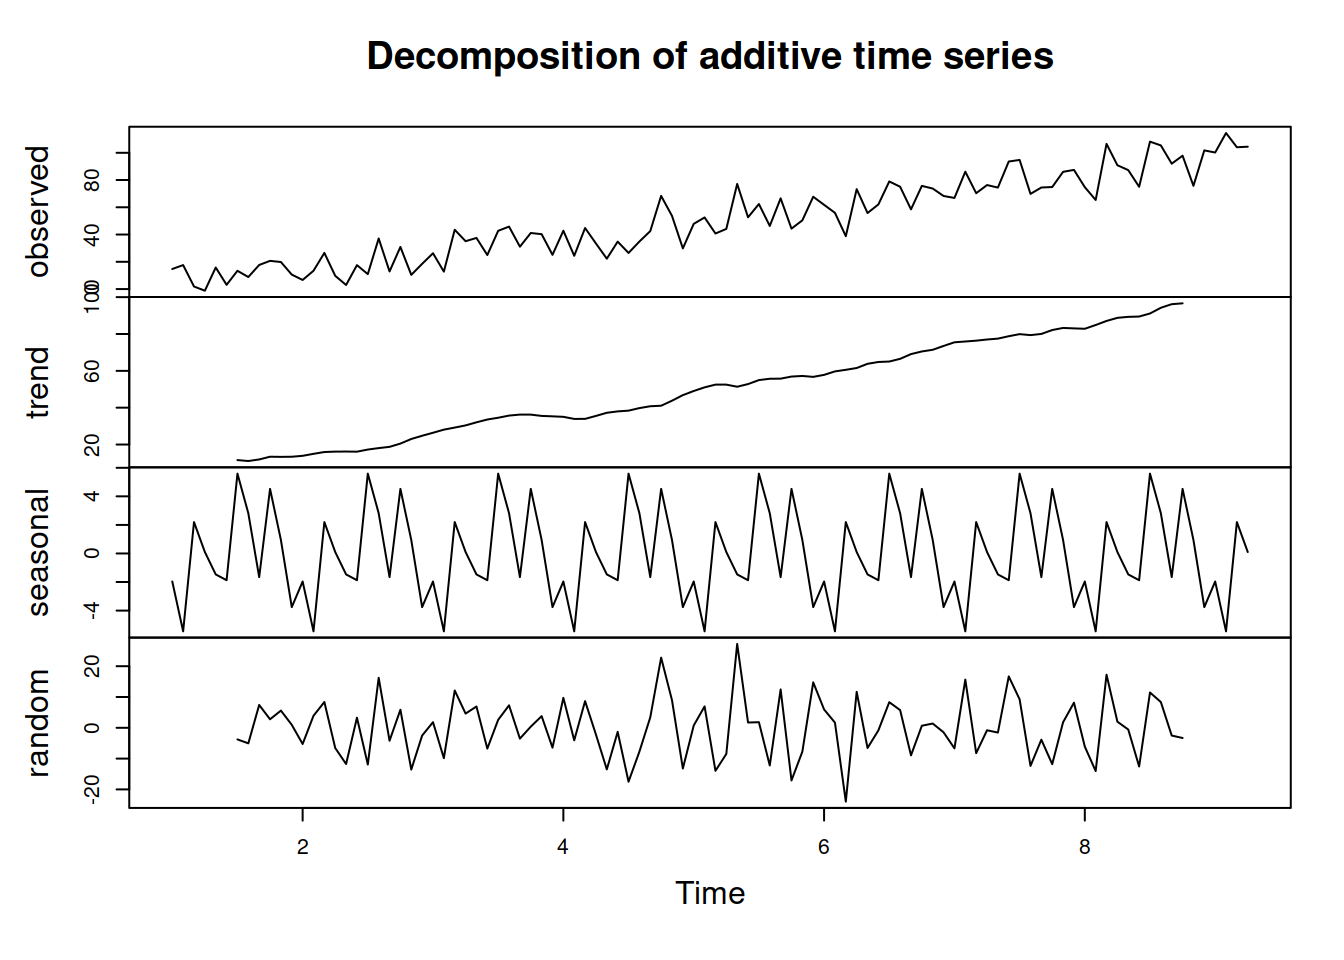 Decomposition of additive time series
observed
0 40 80
trend
20 60 100
seasonal
-4 0 4
random
-20 0 20
2 4 6 8
Time